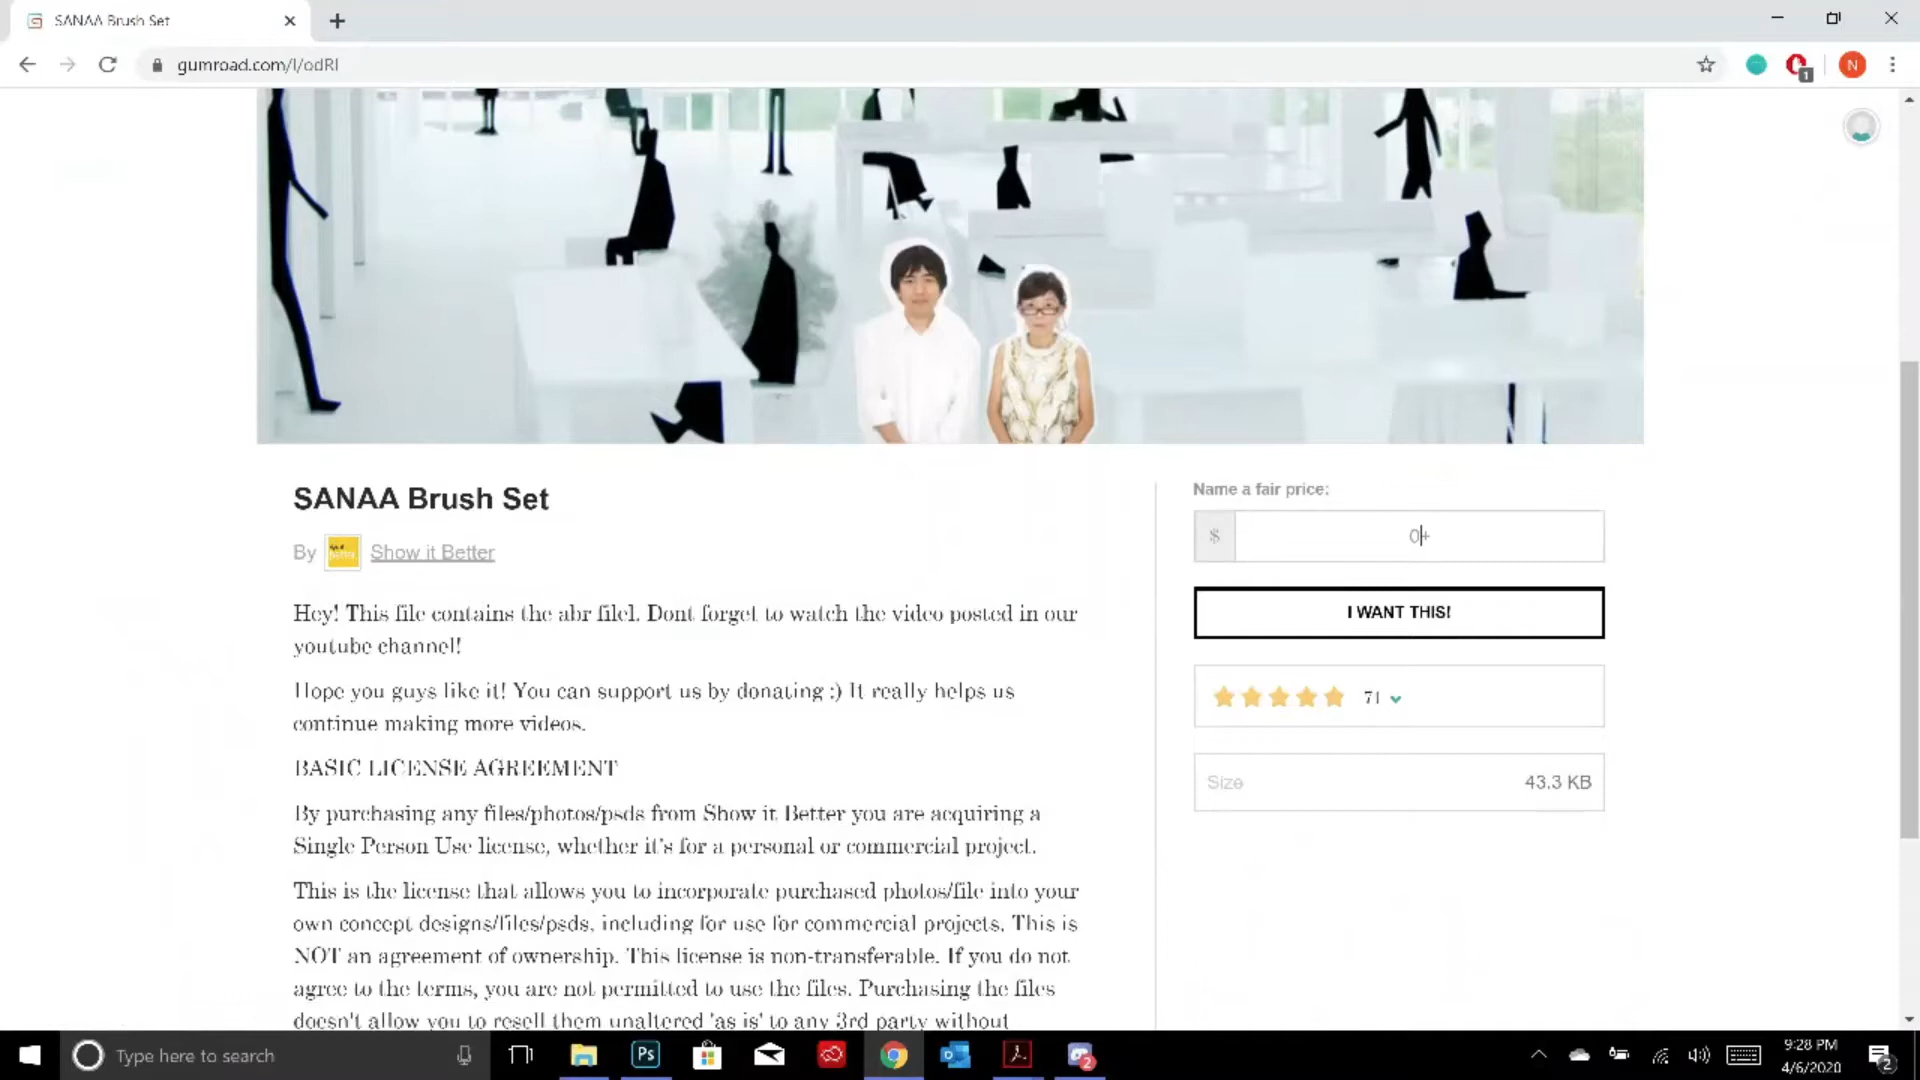 SANAA Brush Set
gumroad.com/l/odRl
1
N
SANAA Brush Set
By Show it Better
Hey! This file contains the abr file1. Dont forget to watch the video posted in our
youtube channel!
Hope you guys like it! You can support us by donating :) It really helps us
continue making more videos.
BASIC LICENSE AGREEMENT
By purchasing any files/photos/psds from Show it Better you are acquiring a
Single Person Use license, whether it's for a personal or commercial project.
This is the license that allows you to incorporate purchased photos/file into your
own concept designs/files/psds, including for use for commercial projects. This is
NOT an agreement of ownership. This license is non-transferable. If you do not
agree to the terms, you are not permitted to use the files. Purchasing the files
doesn't allow you to resell them unaltered 'as is' to any 3rd party without
Name a fair price:
$ 0+
I WANT THIS!
71
Size 43.3 KB
Type here to search
Ps
2
9:28 PM
4/6/2020
2